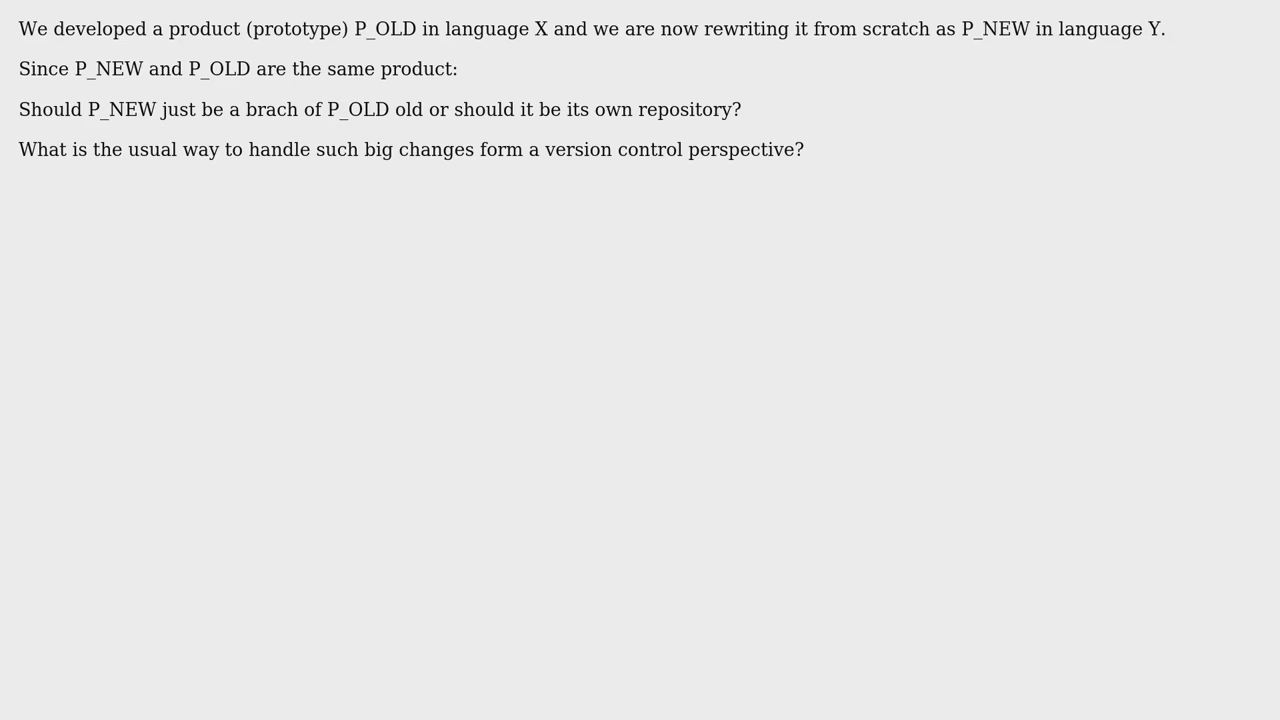 We developed a product (prototype) P_OLD in language X and we are now rewriting it from scratch as P_NEW in language Y.
Since P_NEW and P_OLD are the same product:
Should P_NEW just be a brach of P_OLD old or should it be its own repository?
What is the usual way to handle such big changes form a version control perspective?